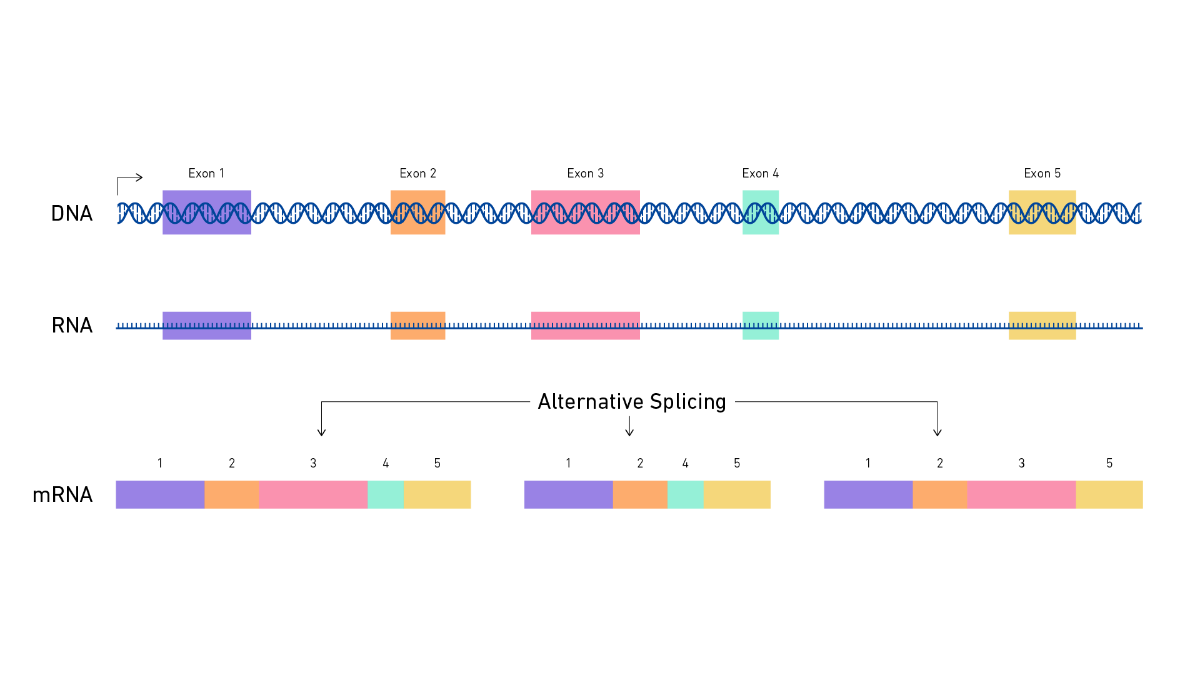 Exon 1 Exon 2 Exon 3 Exon 4 Exon 5
DNA
RNA
Alternative Splicing
1 2 3 4 5 1 2 4 5 1 2 3 5
mRNA